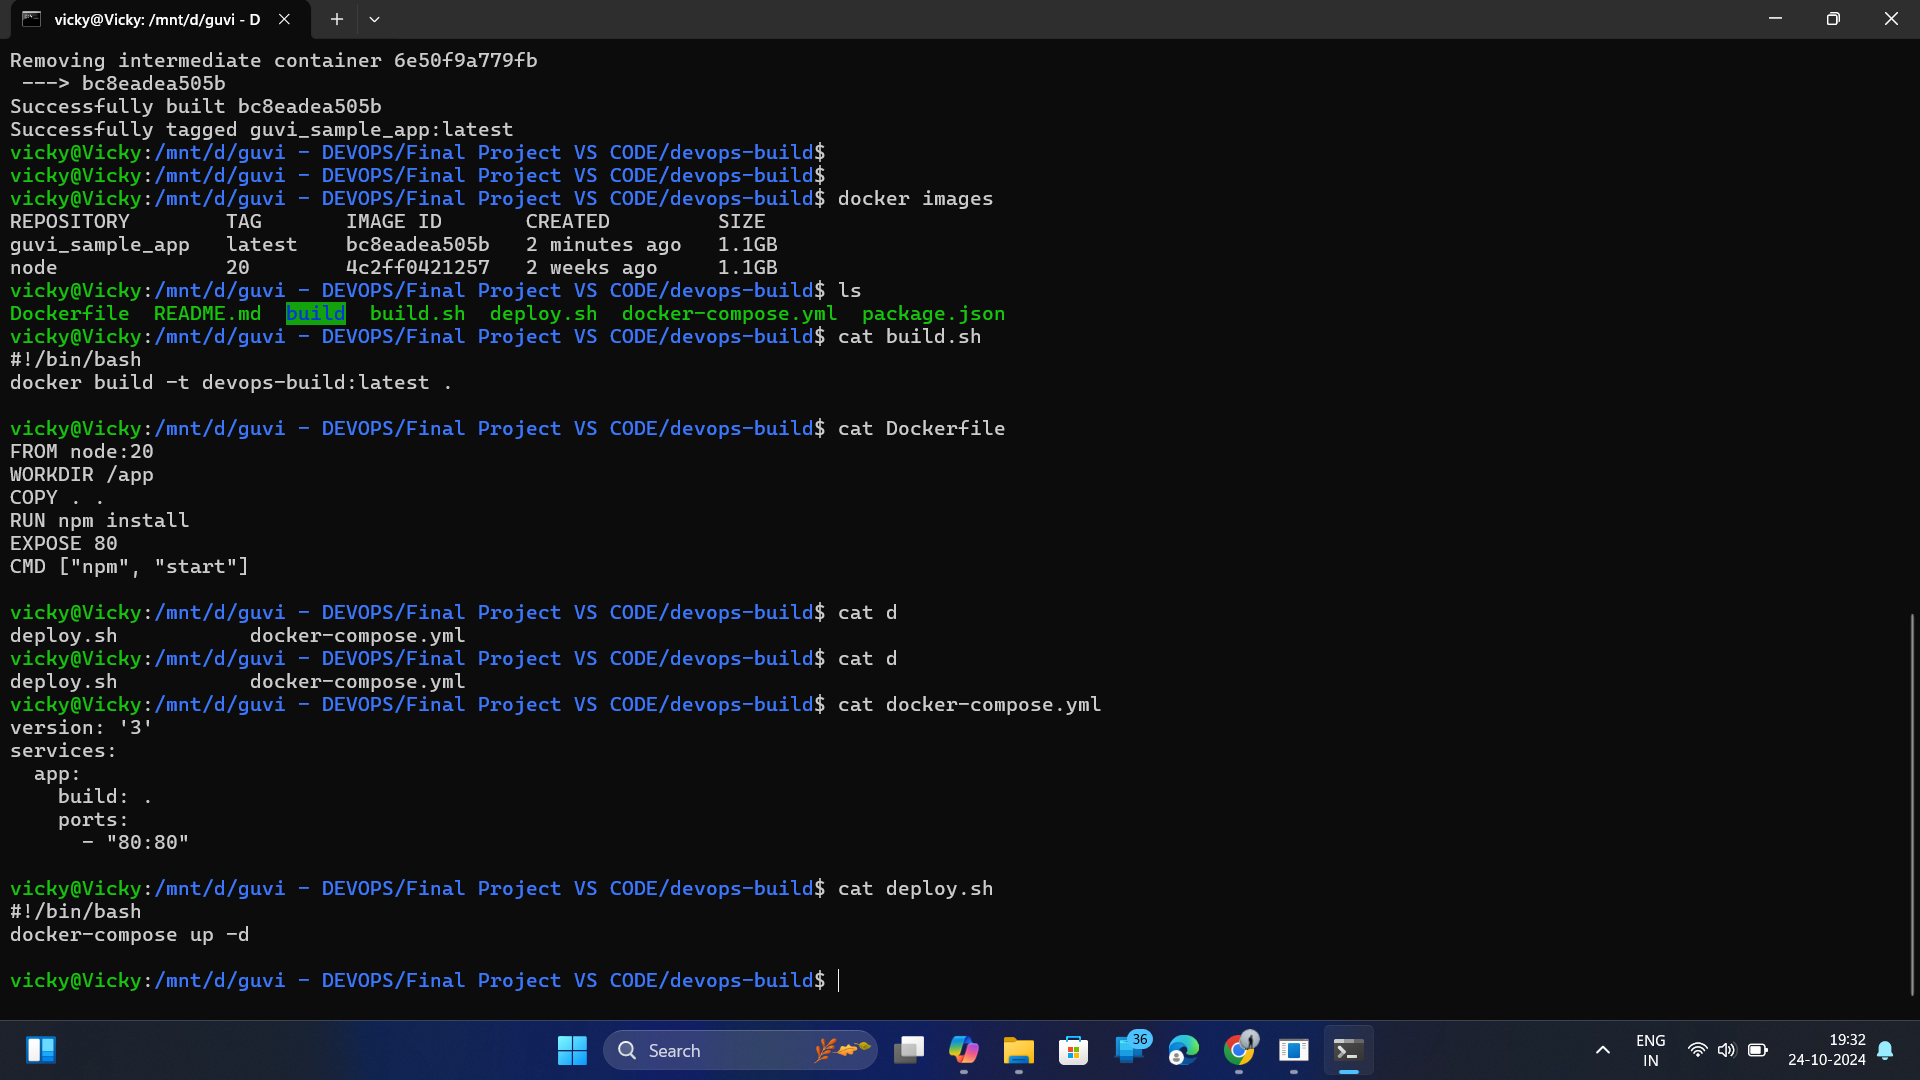 vicky@Vicky: /mnt/d/guvi - D
Removing intermediate container 6e50f9a779fb
 ---> bc8eadea505b
Successfully built bc8eadea505b
Successfully tagged guvi_sample_app:latest
vicky@Vicky:/mnt/d/guvi - DEVOPS/Final Project VS CODE/devops-build$
vicky@Vicky:/mnt/d/guvi - DEVOPS/Final Project VS CODE/devops-build$
vicky@Vicky:/mnt/d/guvi - DEVOPS/Final Project VS CODE/devops-build$ docker images
REPOSITORY        TAG       IMAGE ID       CREATED         SIZE
guvi_sample_app   latest    bc8eadea505b   2 minutes ago   1.1GB
node              20        4c2ff0421257   2 weeks ago     1.1GB
vicky@Vicky:/mnt/d/guvi - DEVOPS/Final Project VS CODE/devops-build$ ls
Dockerfile  README.md  build  build.sh  deploy.sh  docker-compose.yml  package.json
vicky@Vicky:/mnt/d/guvi - DEVOPS/Final Project VS CODE/devops-build$ cat build.sh
#!/bin/bash
docker build -t devops-build:latest .
vicky@Vicky:/mnt/d/guvi - DEVOPS/Final Project VS CODE/devops-build$ cat Dockerfile
FROM node:20
WORKDIR /app
COPY . .
RUN npm install
EXPOSE 80
CMD ["npm", "start"]
vicky@Vicky:/mnt/d/guvi - DEVOPS/Final Project VS CODE/devops-build$ cat d
deploy.sh           docker-compose.yml
vicky@Vicky:/mnt/d/guvi - DEVOPS/Final Project VS CODE/devops-build$ cat d
deploy.sh           docker-compose.yml
vicky@Vicky:/mnt/d/guvi - DEVOPS/Final Project VS CODE/devops-build$ cat docker-compose.yml
version: '3'
services:
  app:
    build: .
    ports:
      - "80:80"
vicky@Vicky:/mnt/d/guvi - DEVOPS/Final Project VS CODE/devops-build$ cat deploy.sh
#!/bin/bash
docker-compose up -d
vicky@Vicky:/mnt/d/guvi - DEVOPS/Final Project VS CODE/devops-build$
Search
36
ENG
IN
19:32
24-10-2024